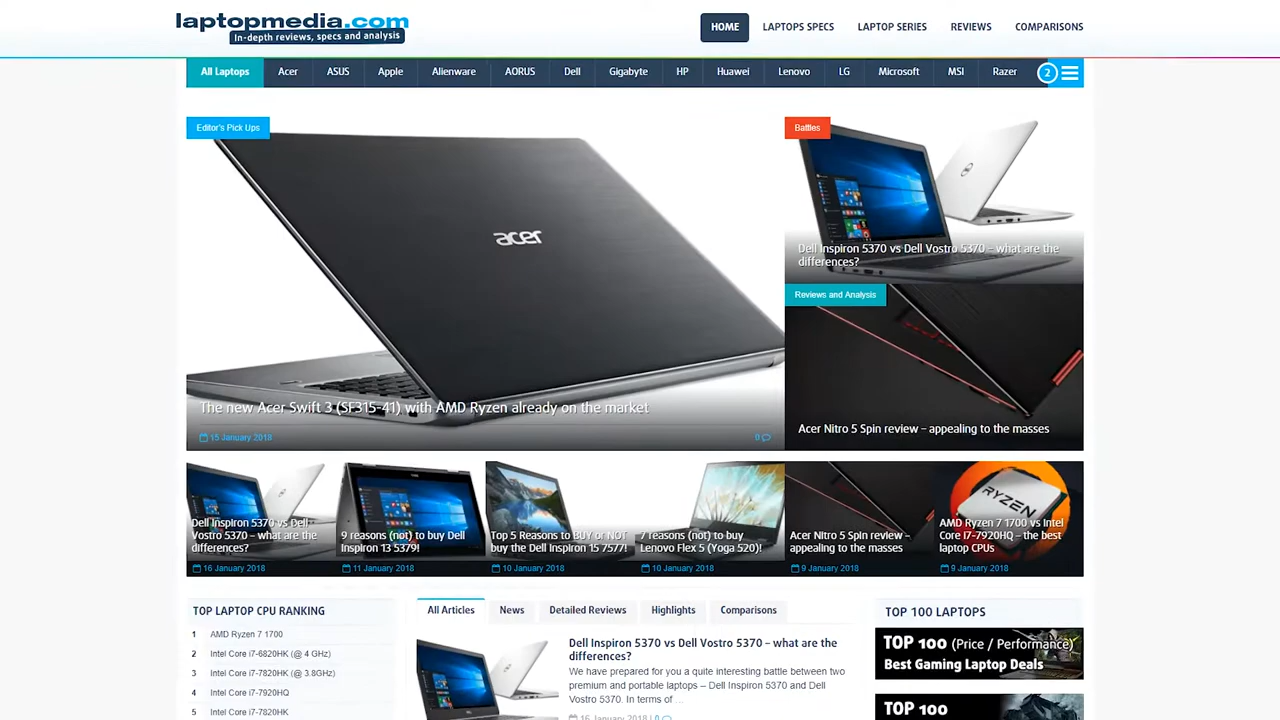 laptopmedia.com
In-depth reviews, specs and analysis
HOME
LAPTOPS SPECS
LAPTOP SERIES
REVIEWS
COMPARISONS
All Laptops
Acer
ASUS
Apple
Alienware
AORUS
Dell
Gigabyte
HP
Huawei
Lenovo
LG
Microsoft
MSI
Razer
2
Editor's Pick Ups
acer
The new Acer Swift 3 (SF315-41) with AMD Ryzen already on the market
15 January 2018
0
Battles
Dell Inspiron 5370 vs Dell Vostro 5370 – what are the
differences?
Reviews and Analysis
Acer Nitro 5 Spin review – appealing to the masses
Dell Inspiron 5370 vs Dell
Vostro 5370 – what are the
differences?
16 January 2018
9 reasons (not) to buy Dell
Inspiron 13 5379!
11 January 2018
Top 5 Reasons to BUY or NOT
buy the Dell Inspiron 15 7577!
10 January 2018
7 reasons (not) to buy
Lenovo Flex 5 (Yoga 520)!
10 January 2018
Acer Nitro 5 Spin review –
appealing to the masses
9 January 2018
RYZEN
AMD Ryzen 7 1700 vs Intel
Core i7-7920HQ – the best
laptop CPUs
9 January 2018
TOP LAPTOP CPU RANKING
1 AMD Ryzen 7 1700
2 Intel Core i7-6820HK (@ 4 GHz)
3 Intel Core i7-7820HK (@ 3.8GHz)
4 Intel Core i7-7920HQ
5 Intel Core i7-7820HK
All Articles
News
Detailed Reviews
Highlights
Comparisons
Dell Inspiron 5370 vs Dell Vostro 5370 – what are the
differences?
We have prepared for you a quite interesting battle between two
premium and portable laptops – Dell Inspiron 5370 and Dell
Vostro 5370. In terms of ...
16 January 2018 | 0
TOP 100 LAPTOPS
TOP 100 (Price / Performance)
Best Gaming Laptop Deals
TOP 100